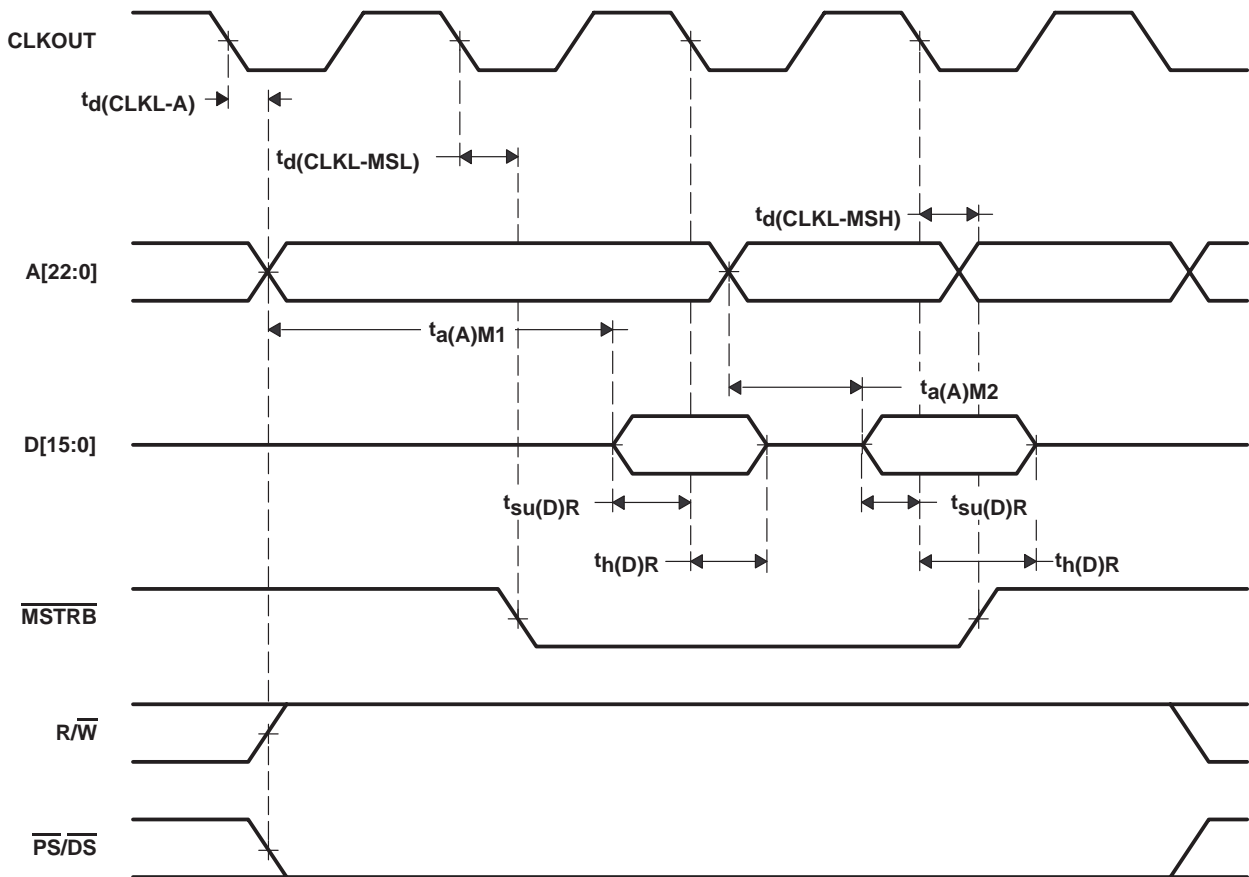 CLKOUT
td(CLKL-A)
td(CLKL-MSL)
td(CLKL-MSH)
A[22:0]
ta(A)M1
ta(A)M2
D[15:0]
tsu(D)R
tsu(D)R
th(D)R
th(D)R
MSTRB
R/W
PS/DS